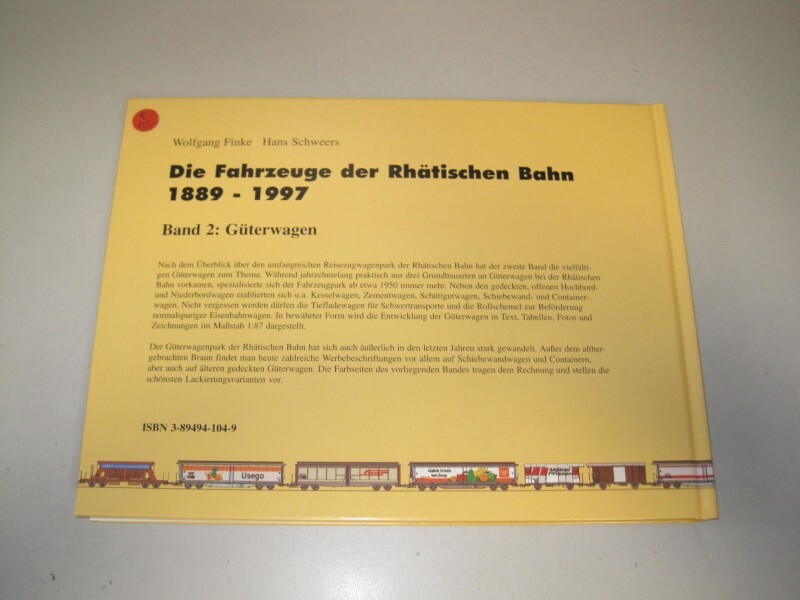 Wolfgang Finke Hans Schweers
Die Fahrzeuge der Rhätischen Bahn
1889 - 1997
Band 2: Güterwagen
Nach dem Überblick über den umfangreichen Reisezugwagenpark der Rhätischen Bahn hat der zweite Band die vielfälti-
gen Güterwagen zum Thema. Während jahrzehntelang praktisch nur drei Grundbauarten an Güterwagen bei der Rhätischen
Bahn vorkamen, spezialisierte sich der Fahrzeugpark ab etwa 1950 immer mehr. Neben den gedeckten, offenen Hochbord-
und Niederbordwagen etablierten sich u.a. Kesselwagen, Zementwagen, Schüttgutwagen, Schiebewand- und Container-
wagen. Nicht vergessen werden dürfen die Tiefladewagen für Schwertransporte und die Rollschemel zur Beförderung
normalspuriger Eisenbahnwagen. In bewährter Form wird die Entwicklung der Güterwagen in Text, Tabellen, Fotos und
Zeichnungen im Maßstab 1:87 dargestellt.
Der Güterwagenpark der Rhätischen Bahn hat sich auch äußerlich in den letzten Jahren stark gewandelt. Außer dem alther-
gebrachten Braun findet man heute zahlreiche Werbebeschriftungen vor allem auf Schiebewandwagen und Containern,
aber auch auf älteren gedeckten Güterwagen. Die Farbseiten des vorliegenden Bandes tragen dem Rechnung und stellen die
schönsten Lackierungsvarianten vor.
ISBN 3-89494-104-9
Usego